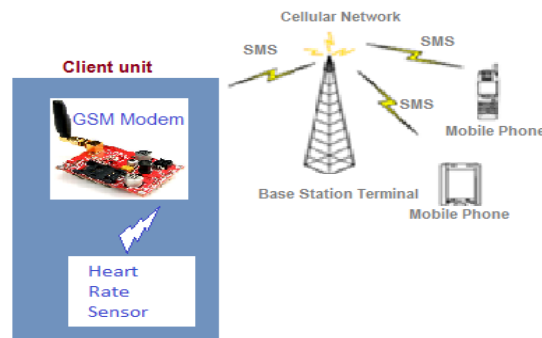 Cellular Network
SMS
SMS
Client unit
GSM Modem
SMS
Mobile Phone
Base Station Terminal
Mobile Phone
Heart
Rate
Sensor